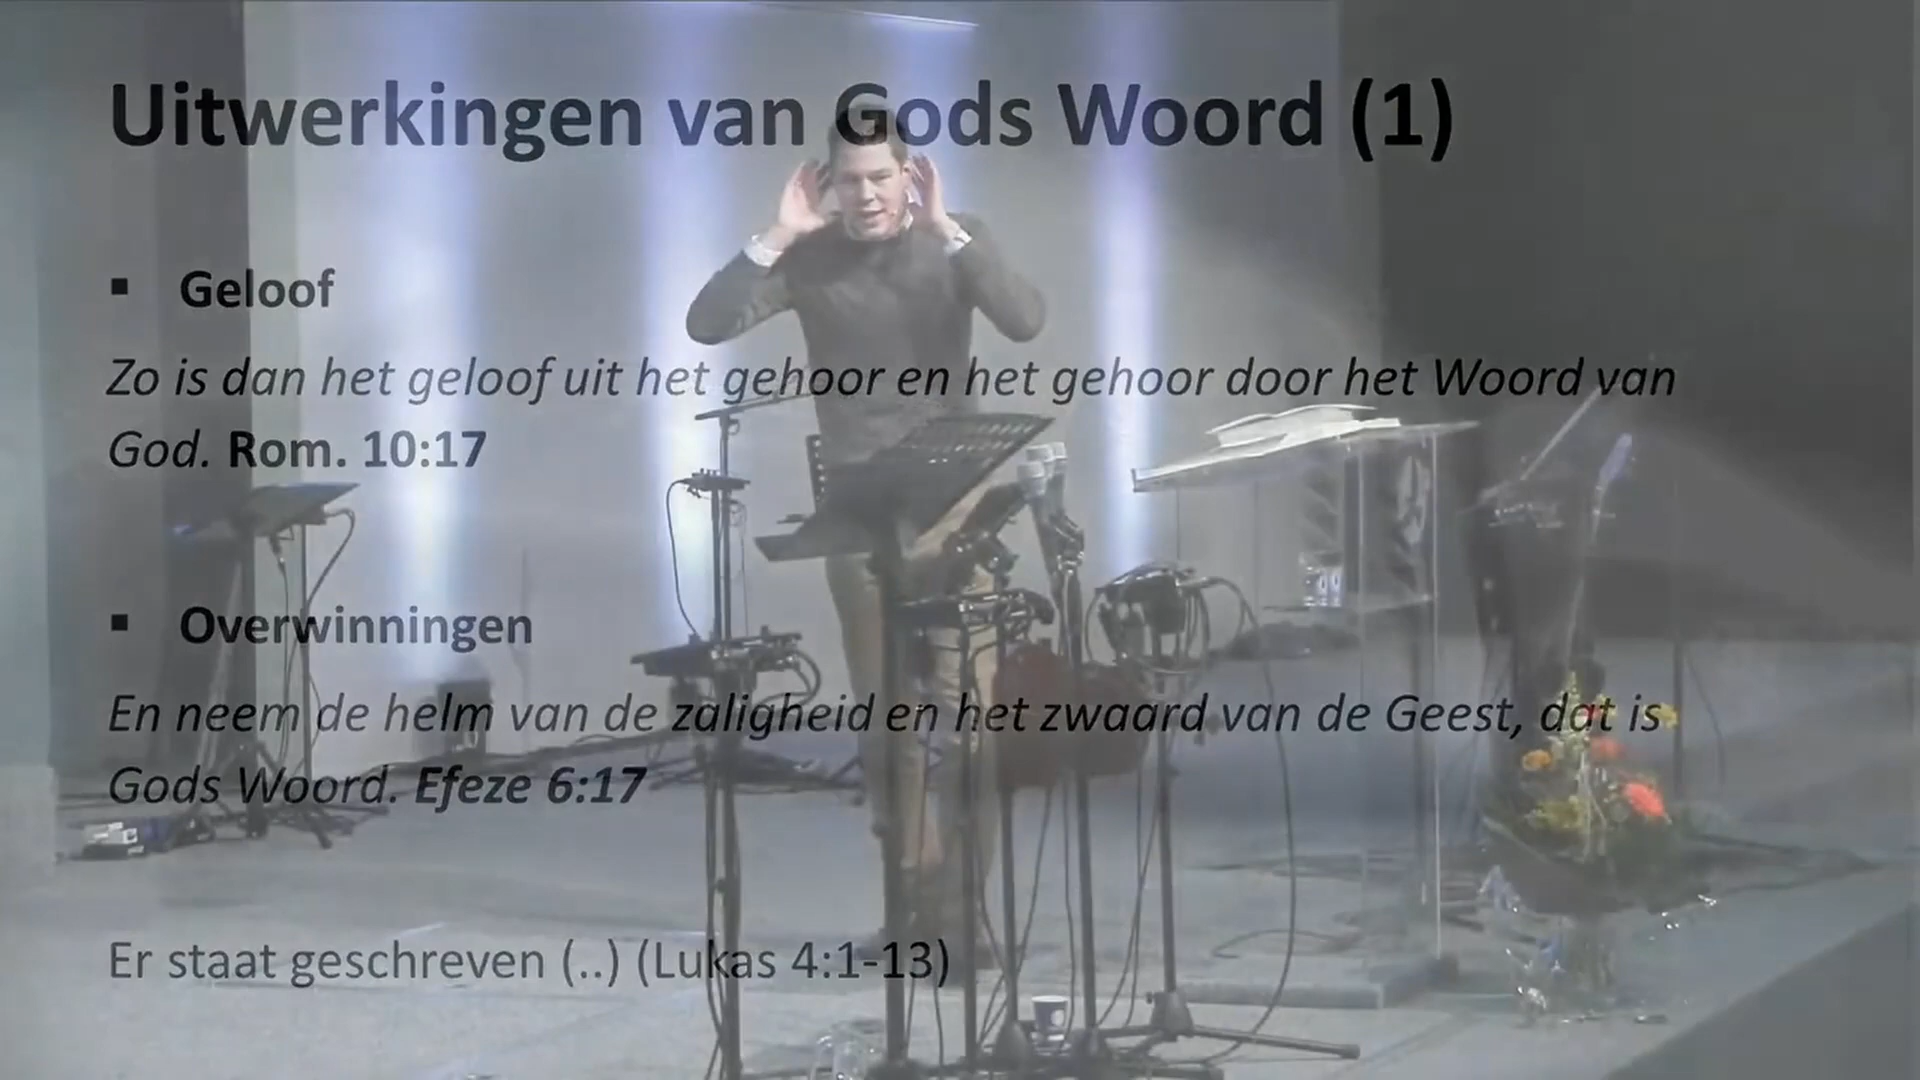 Uitwerkingen van Gods Woord (1)
▪ Geloof
Zo is dan het geloof uit het gehoor en het gehoor door het Woord van
God. Rom. 10:17
▪ Overwinningen
En neem de helm van de zaligheid en het zwaard van de Geest, dat is
Gods Woord. Efeze 6:17
Er staat geschreven (..) (Lukas 4:1-13)